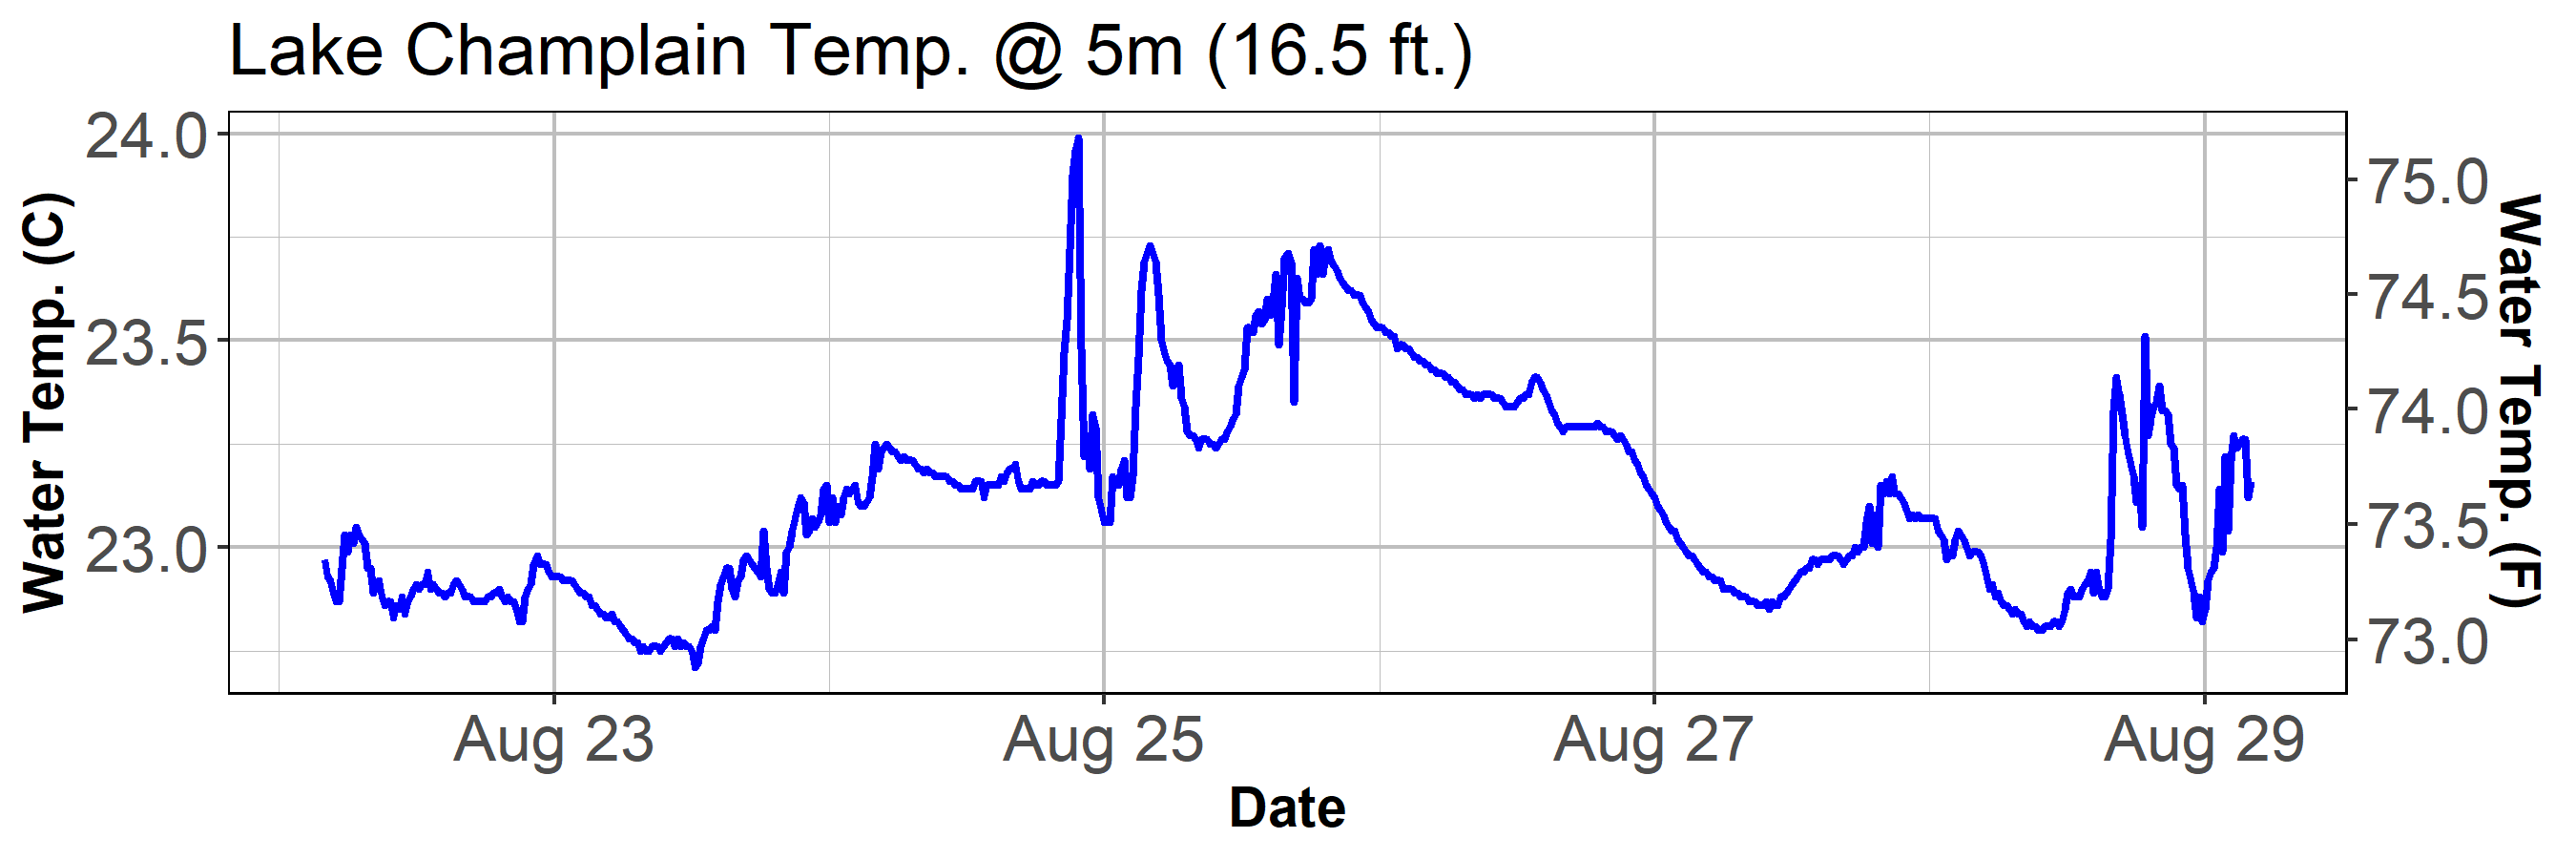 Lake Champlain Temp. @ 5m (16.5 ft.)
Water Temp. (C)
24.0
23.5
23.0
75.0
74.5
74.0
73.5
73.0
Water Temp. (F)
Aug 23 Aug 25 Aug 27 Aug 29
Date